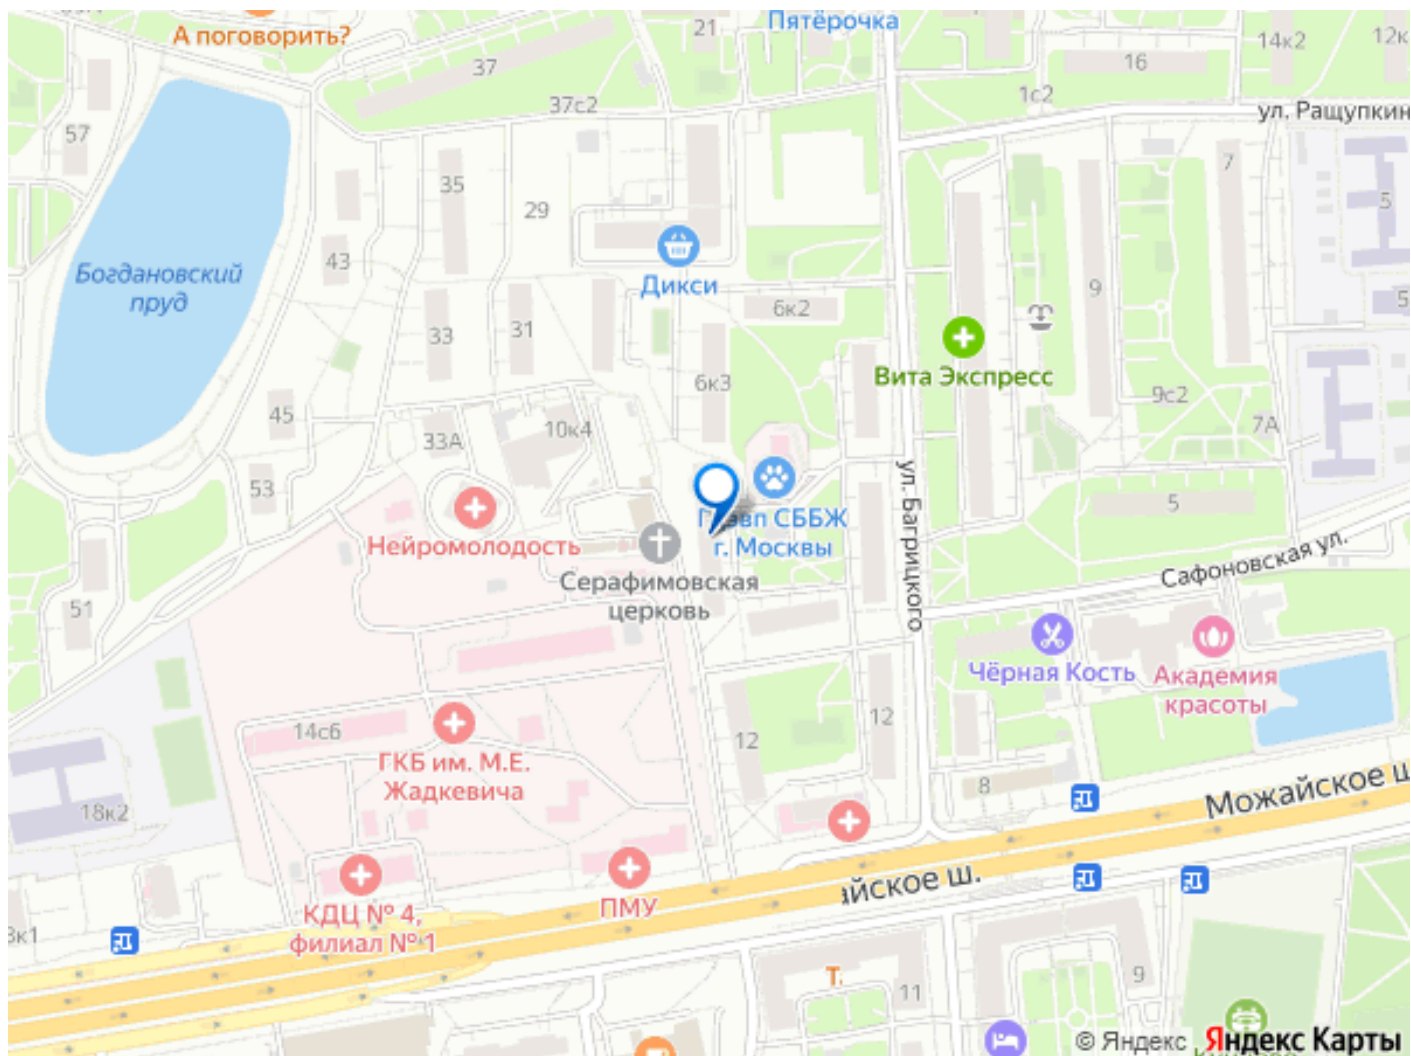 А поговорить?
21
Пятёрочка
14к2
12к
37
16
37с2
1с2
ул. Ращупкин
57
7
35
5
29
Богдановский
пруд
43
Дикси
9
5
6к2
33
31
Вита Экспресс
6к3
9с2
45
10к4
7А
33А
53
5
ул. Багрицкого
СББЖ
г. Москвы
Нейромолодость
Серафимовская
церковь
Сафоновская ул.
51
Чёрная Кость
Академия
красоты
14с6
12
12
ГКБ им. М.Е.
Жадкевича
8
Можайское ш
18к2
айское ш.
КДЦ № 4,
филиал № 1
ПМУ
к1
Т.
11
9
© Яндекс Яндекс Карты